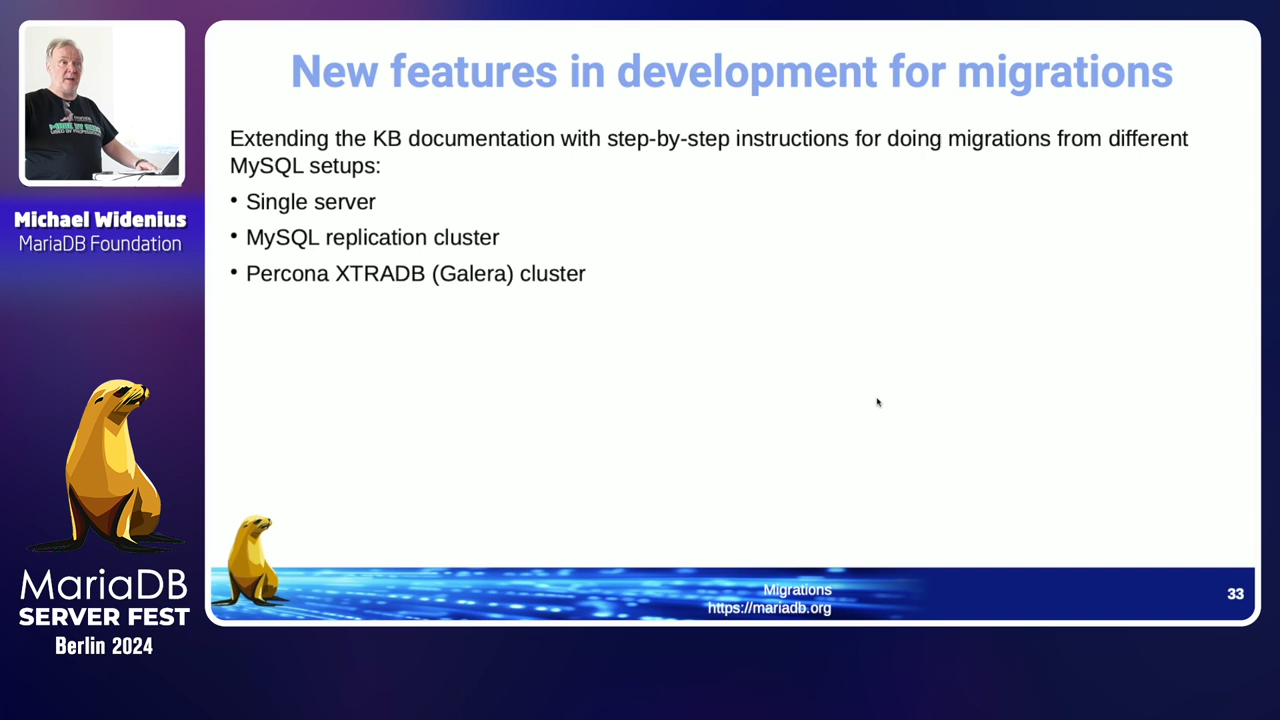 New features in development for migrations
Extending the KB documentation with step-by-step instructions for doing migrations from different
MySQL setups:
• Single server
• MySQL replication cluster
• Percona XTRADB (Galera) cluster
Migrations
https://mariadb.org
33
Michael Widenius
MariaDB Foundation
MariaDB
SERVER FEST
Berlin 2024